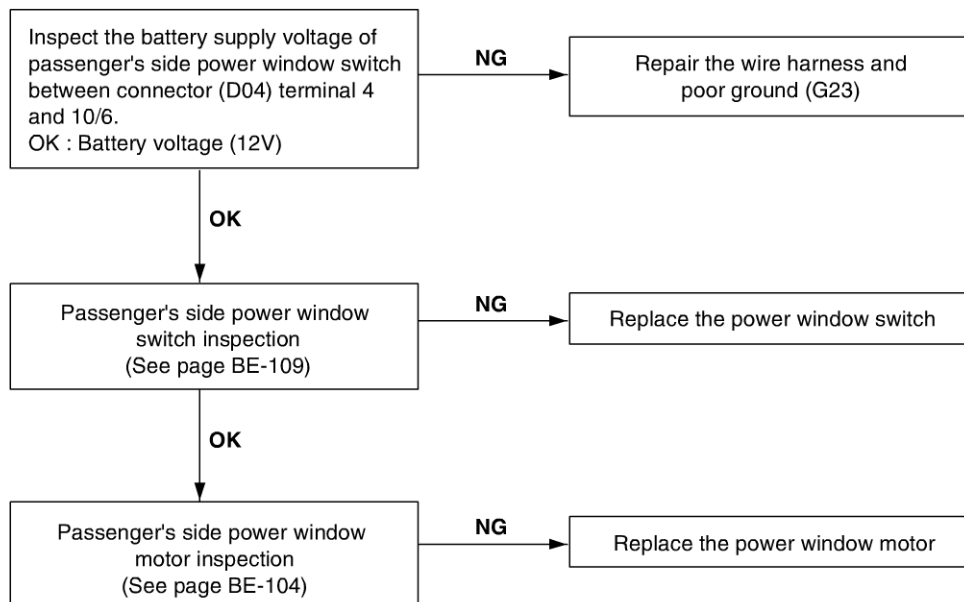 Inspect the battery supply voltage of
passenger's side power window switch
between connector (D04) terminal 4
and 10/6.
OK : Battery voltage (12V)
NG
Repair the wire harness and
poor ground (G23)
OK
Passenger's side power window
switch inspection
(See page BE-109)
NG
Replace the power window switch
OK
Passenger's side power window
motor inspection
(See page BE-104)
NG
Replace the power window motor